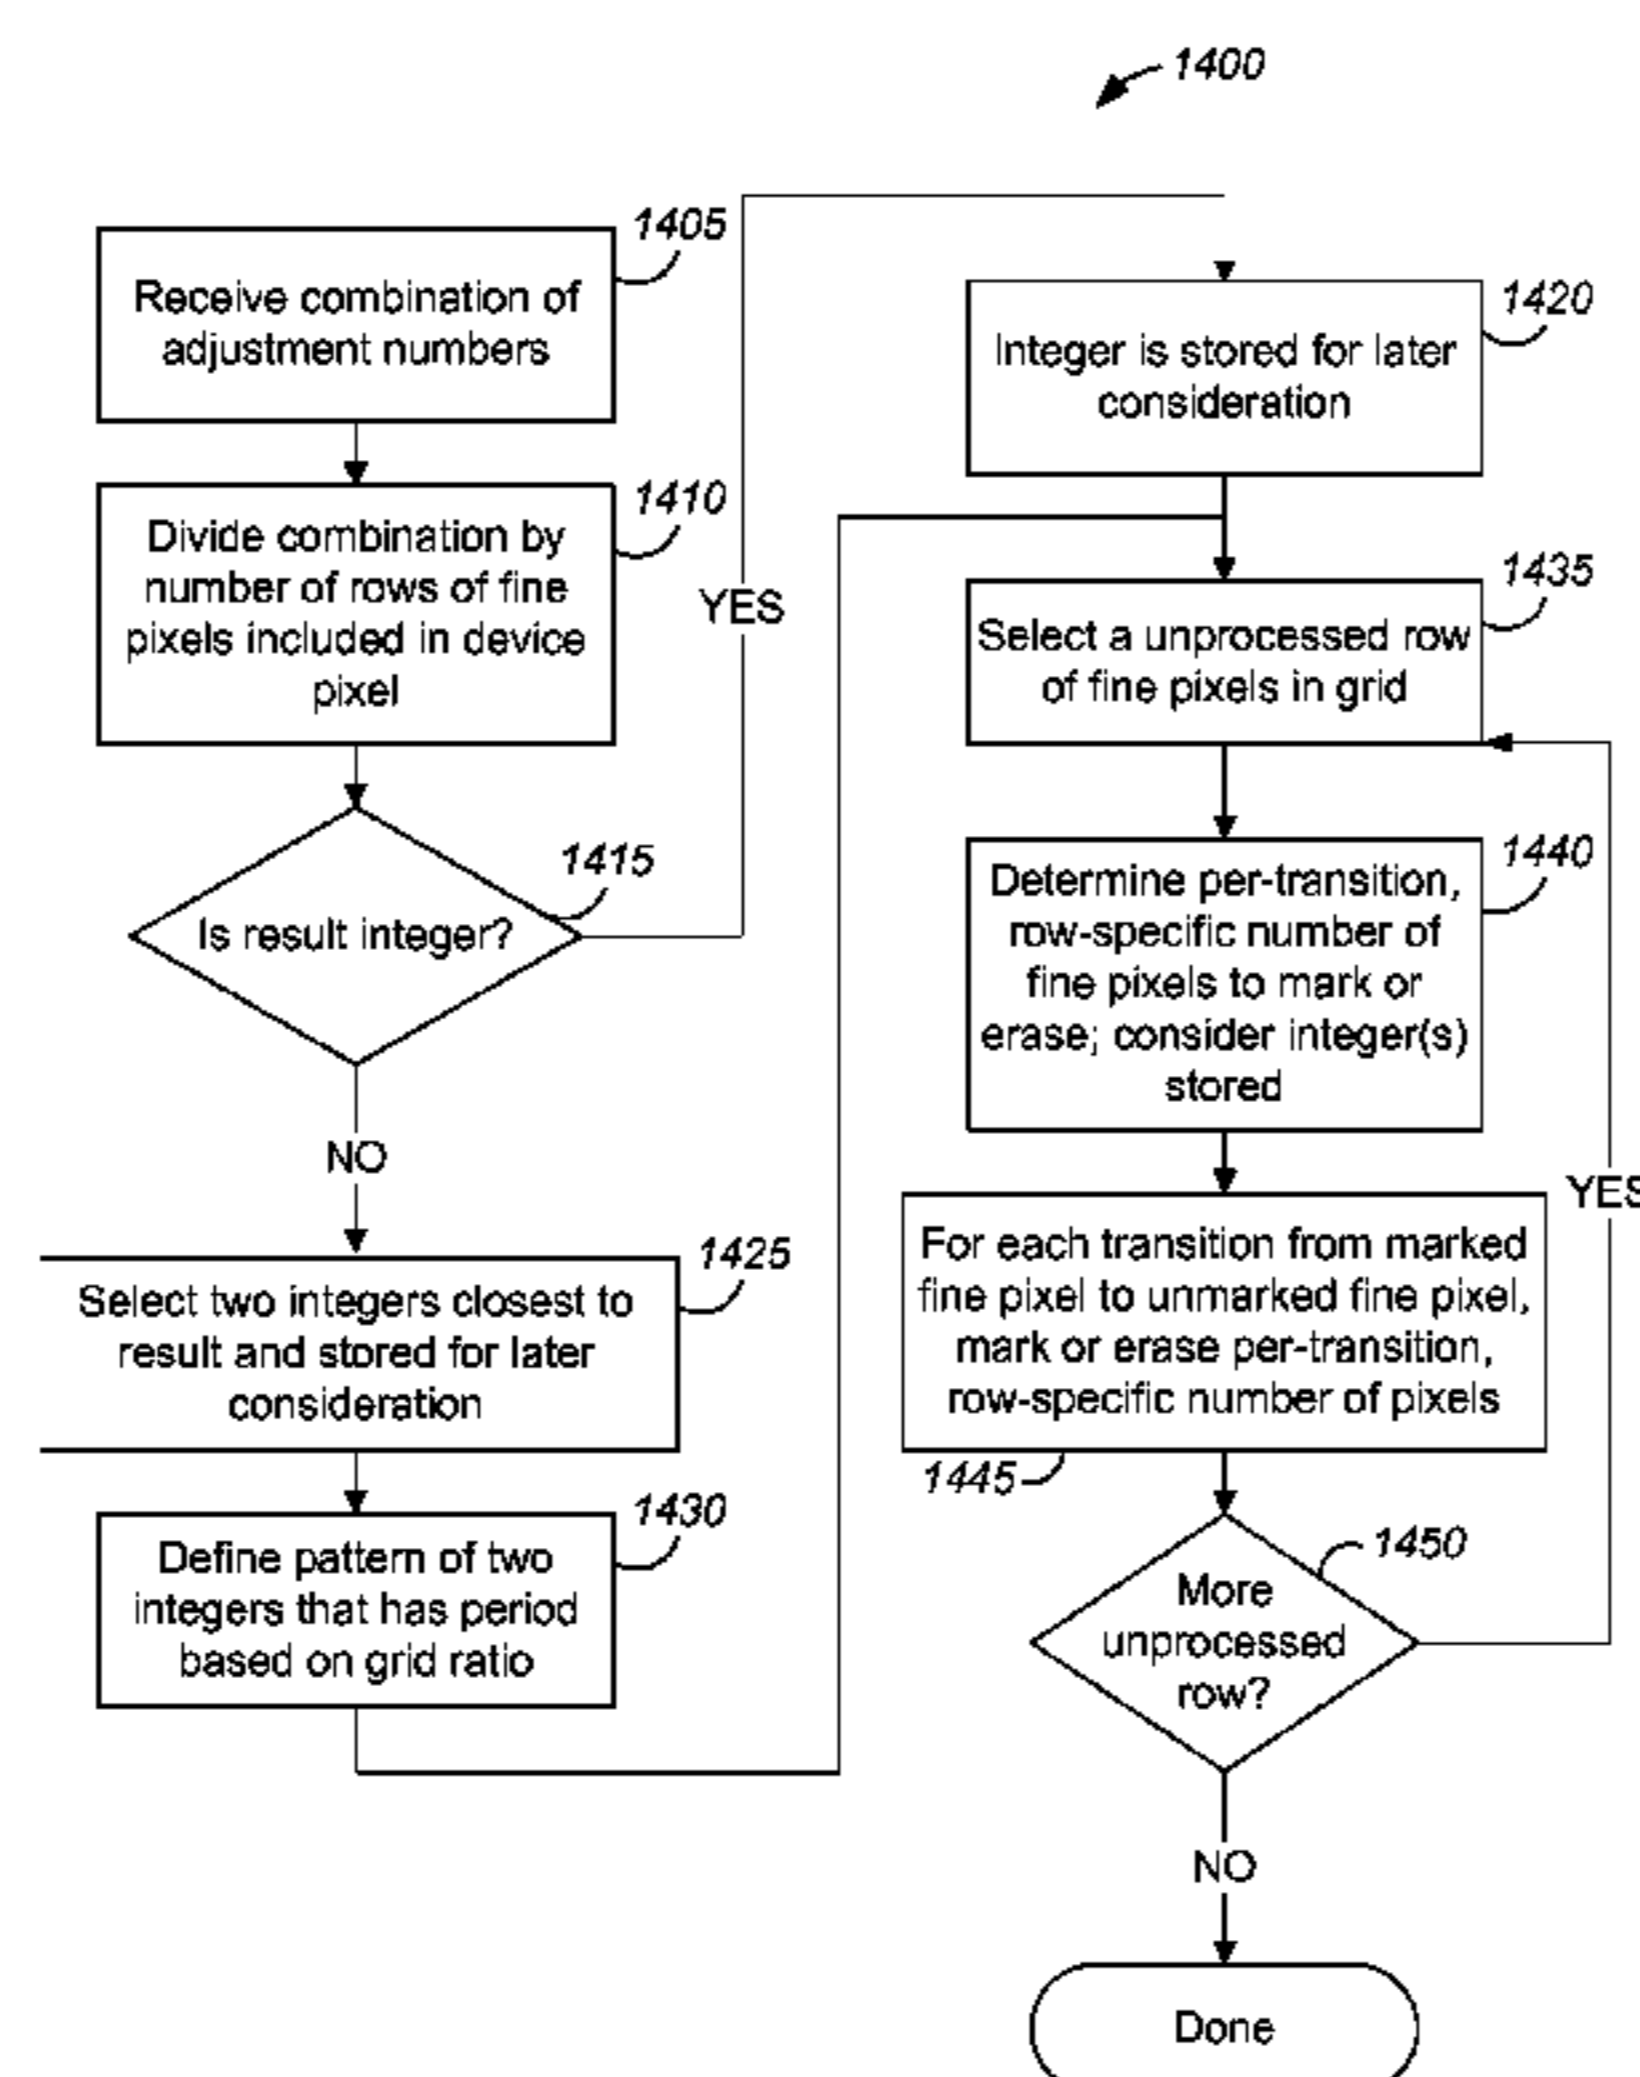 1400
1405
Receive combination of
adjustment numbers
1410
Divide combination by
number of rows of fine
pixels included in device
pixel
1415
Is result integer?
YES
NO
1425
Select two integers closest to
result and stored for later
consideration
1430
Define pattern of two
integers that has period
based on grid ratio
1420
Integer is stored for later
consideration
1435
Select a unprocessed row
of fine pixels in grid
1440
Determine per-transition,
row-specific number of
fine pixels to mark or
erase; consider integer(s)
stored
For each transition from marked
fine pixel to unmarked fine pixel,
mark or erase per-transition,
row-specific number of pixels
1445
1450
More
unprocessed
row?
YES
NO
Done